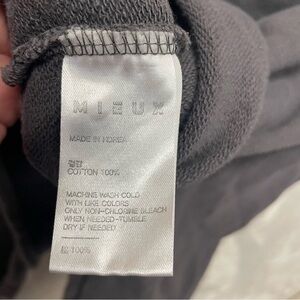 MIEUX
MADE IN KOREA
COTTON 100%
MACHINE WASH COLD
WITH LIKE COLORS
ONLY NON-CHLORINE BLEACH
WHEN NEEDED-TUMBLE
DRY IF NEEDED
면 100%